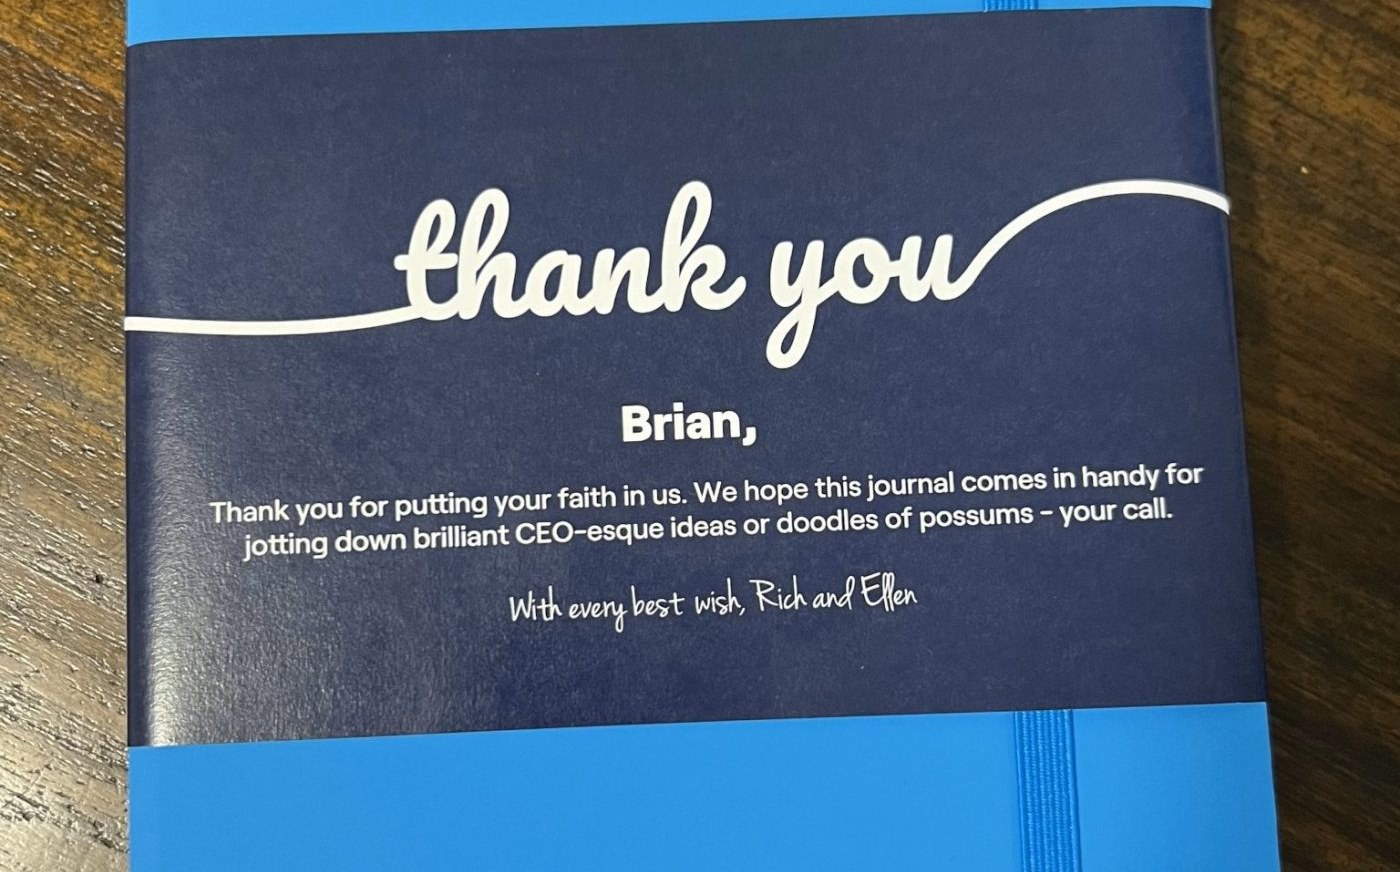 thank you
Brian,
Thank you for putting your faith in us. We hope this journal comes in handy for
jotting down brilliant CEO-esque ideas or doodles of possums - your call.
With every best wish, Rich and Ellen